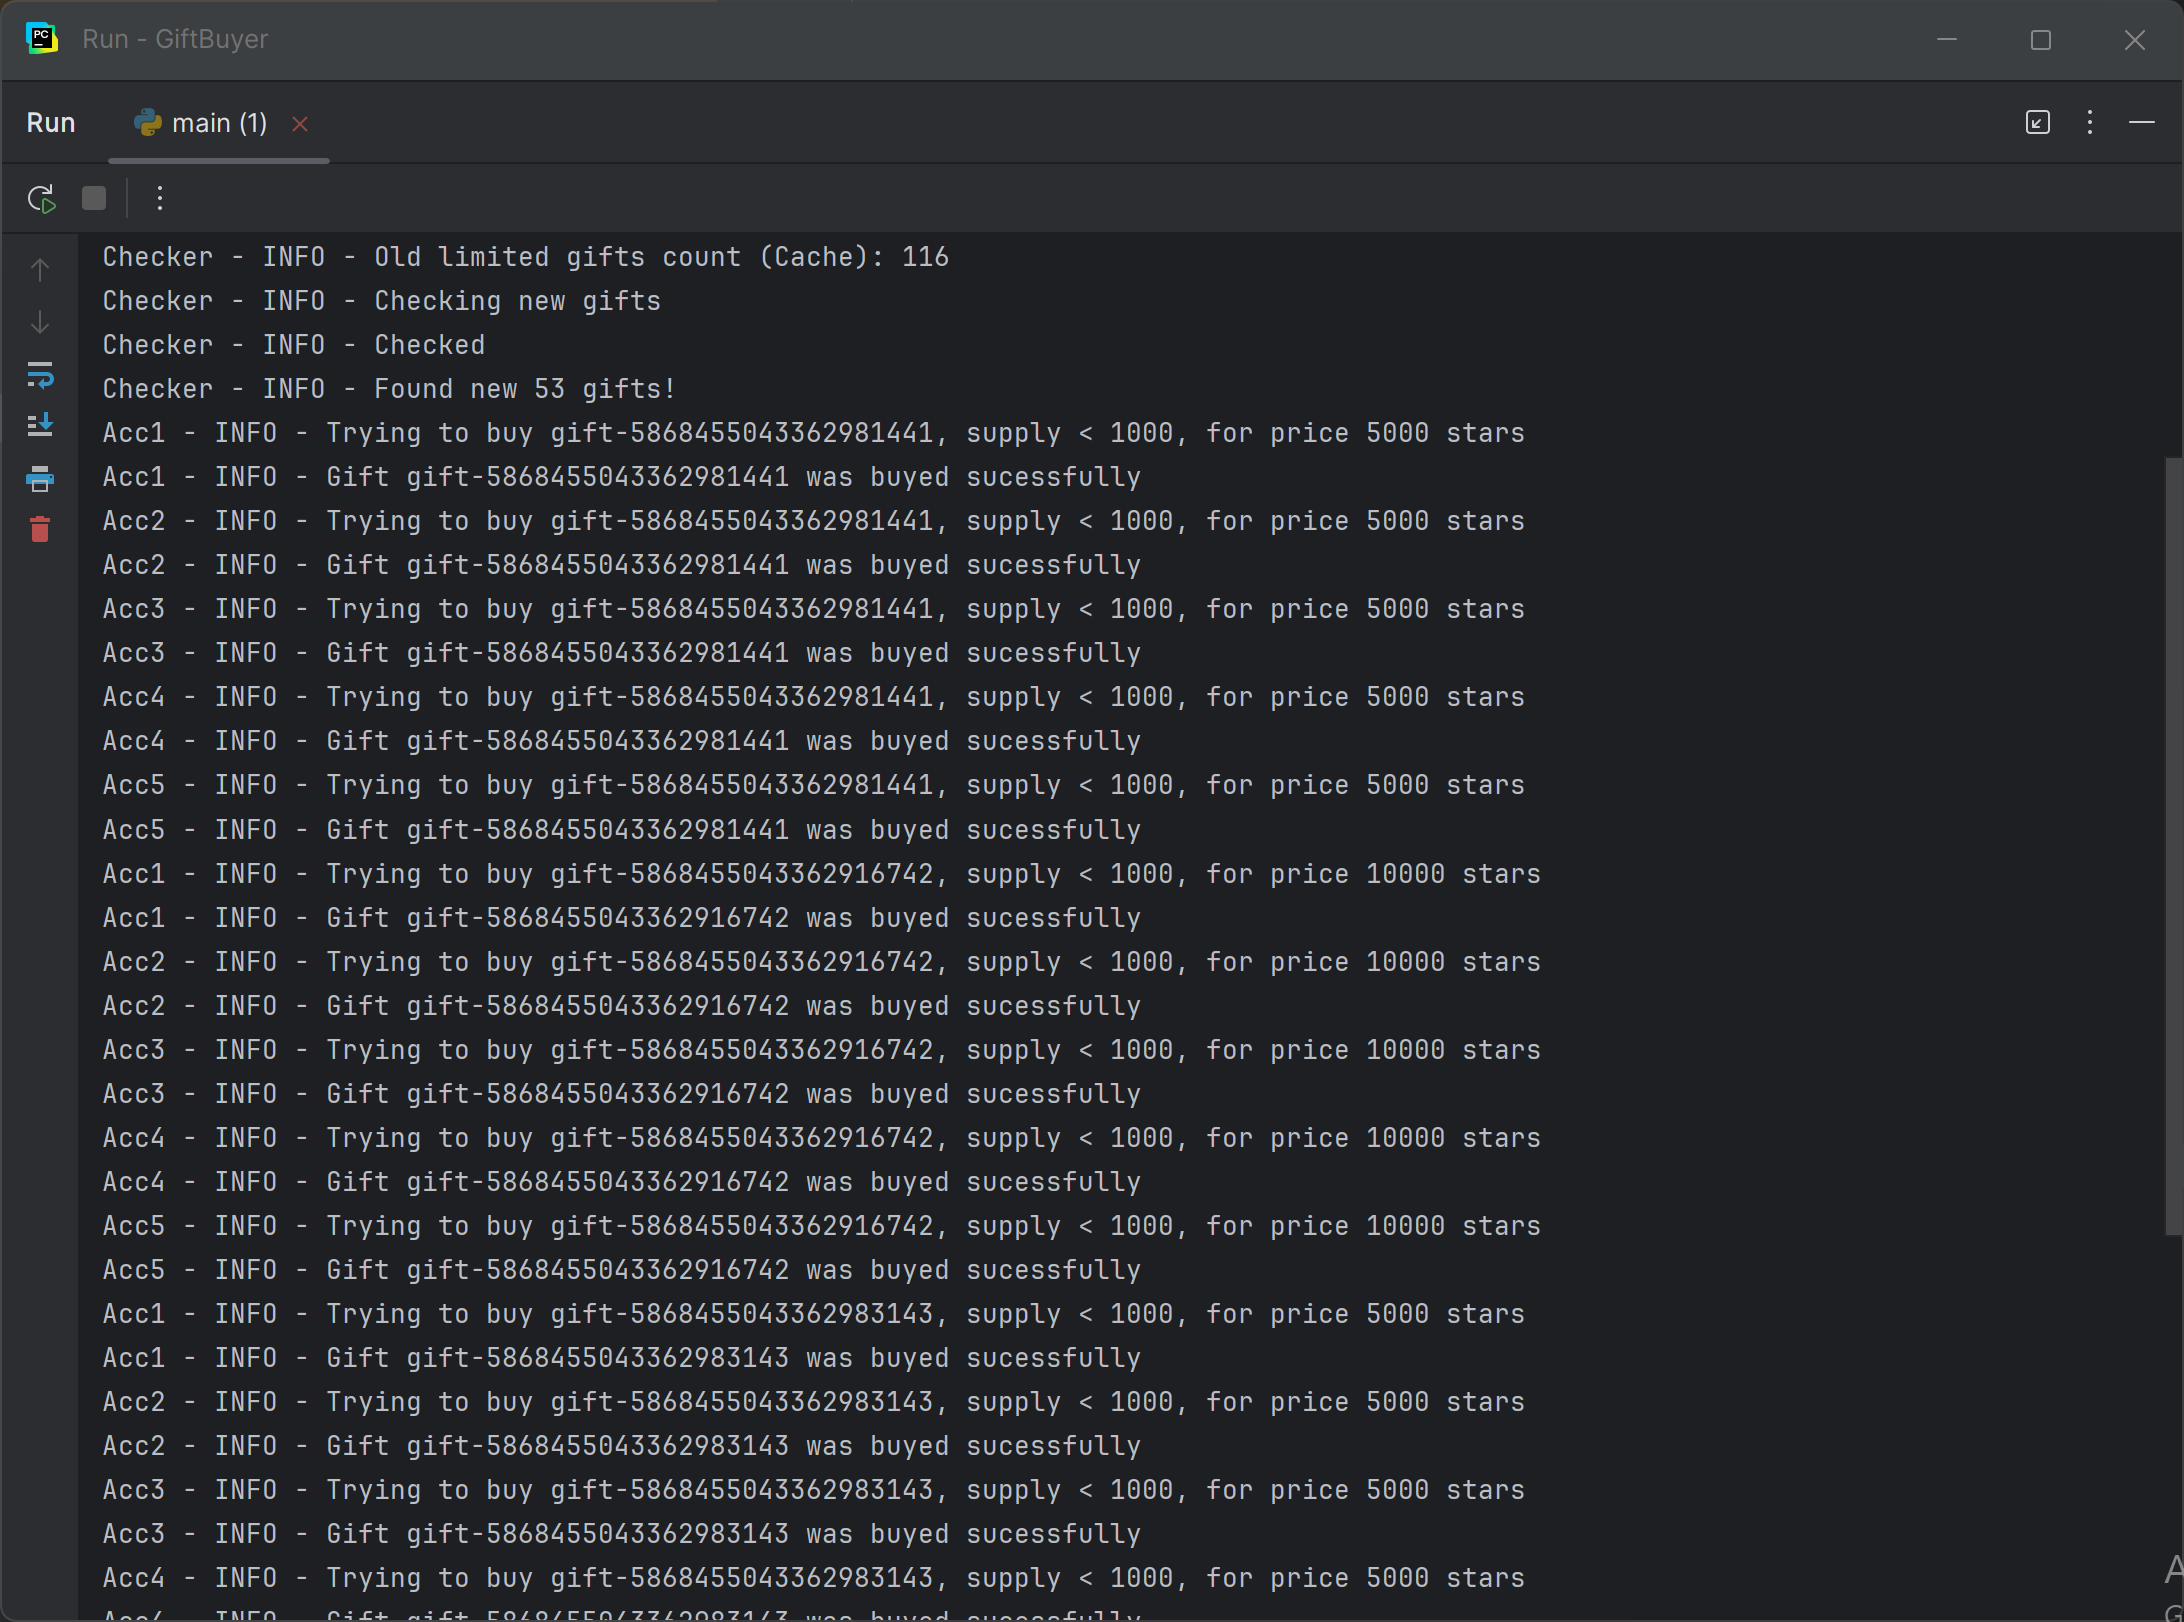 PC
Run - GiftBuyer
Run
main (1)
Checker - INFO - Old limited gifts count (Cache): 116
Checker - INFO - Checking new gifts
Checker - INFO - Checked
Checker - INFO - Found new 53 gifts!
Acc1 - INFO - Trying to buy gift-5868455043362981441, supply < 1000, for price 5000 stars
Acc1 - INFO - Gift gift-5868455043362981441 was buyed sucessfully
Acc2 - INFO - Trying to buy gift-5868455043362981441, supply < 1000, for price 5000 stars
Acc2 - INFO - Gift gift-5868455043362981441 was buyed sucessfully
Acc3 - INFO - Trying to buy gift-5868455043362981441, supply < 1000, for price 5000 stars
Acc3 - INFO - Gift gift-5868455043362981441 was buyed sucessfully
Acc4 - INFO - Trying to buy gift-5868455043362981441, supply < 1000, for price 5000 stars
Acc4 - INFO - Gift gift-5868455043362981441 was buyed sucessfully
Acc5 - INFO - Trying to buy gift-5868455043362981441, supply < 1000, for price 5000 stars
Acc5 - INFO - Gift gift-5868455043362981441 was buyed sucessfully
Acc1 - INFO - Trying to buy gift-5868455043362916742, supply < 1000, for price 10000 stars
Acc1 - INFO - Gift gift-5868455043362916742 was buyed sucessfully
Acc2 - INFO - Trying to buy gift-5868455043362916742, supply < 1000, for price 10000 stars
Acc2 - INFO - Gift gift-5868455043362916742 was buyed sucessfully
Acc3 - INFO - Trying to buy gift-5868455043362916742, supply < 1000, for price 10000 stars
Acc3 - INFO - Gift gift-5868455043362916742 was buyed sucessfully
Acc4 - INFO - Trying to buy gift-5868455043362916742, supply < 1000, for price 10000 stars
Acc4 - INFO - Gift gift-5868455043362916742 was buyed sucessfully
Acc5 - INFO - Trying to buy gift-5868455043362916742, supply < 1000, for price 10000 stars
Acc5 - INFO - Gift gift-5868455043362916742 was buyed sucessfully
Acc1 - INFO - Trying to buy gift-5868455043362983143, supply < 1000, for price 5000 stars
Acc1 - INFO - Gift gift-5868455043362983143 was buyed sucessfully
Acc2 - INFO - Trying to buy gift-5868455043362983143, supply < 1000, for price 5000 stars
Acc2 - INFO - Gift gift-5868455043362983143 was buyed sucessfully
Acc3 - INFO - Trying to buy gift-5868455043362983143, supply < 1000, for price 5000 stars
Acc3 - INFO - Gift gift-5868455043362983143 was buyed sucessfully
Acc4 - INFO - Trying to buy gift-5868455043362983143, supply < 1000, for price 5000 stars
Acc4 - INFO - Gift gift-5868455043362983143 was buyed sucessfully